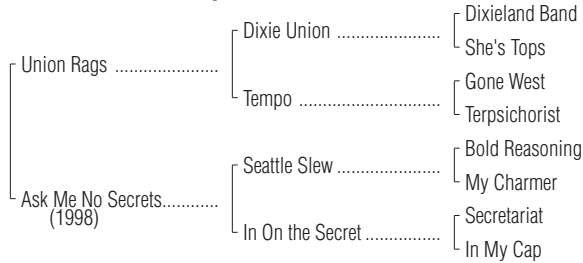 Dixieland Band
Dixie Union ..................
She's Tops
Union Rags .....................
Gone West
Tempo .........................
Terpsichorist
Bold Reasoning
Seattle Slew ..................
My Charmer
Ask Me No Secrets............
(1998)
Secretariat
In On the Secret .............
In My Cap